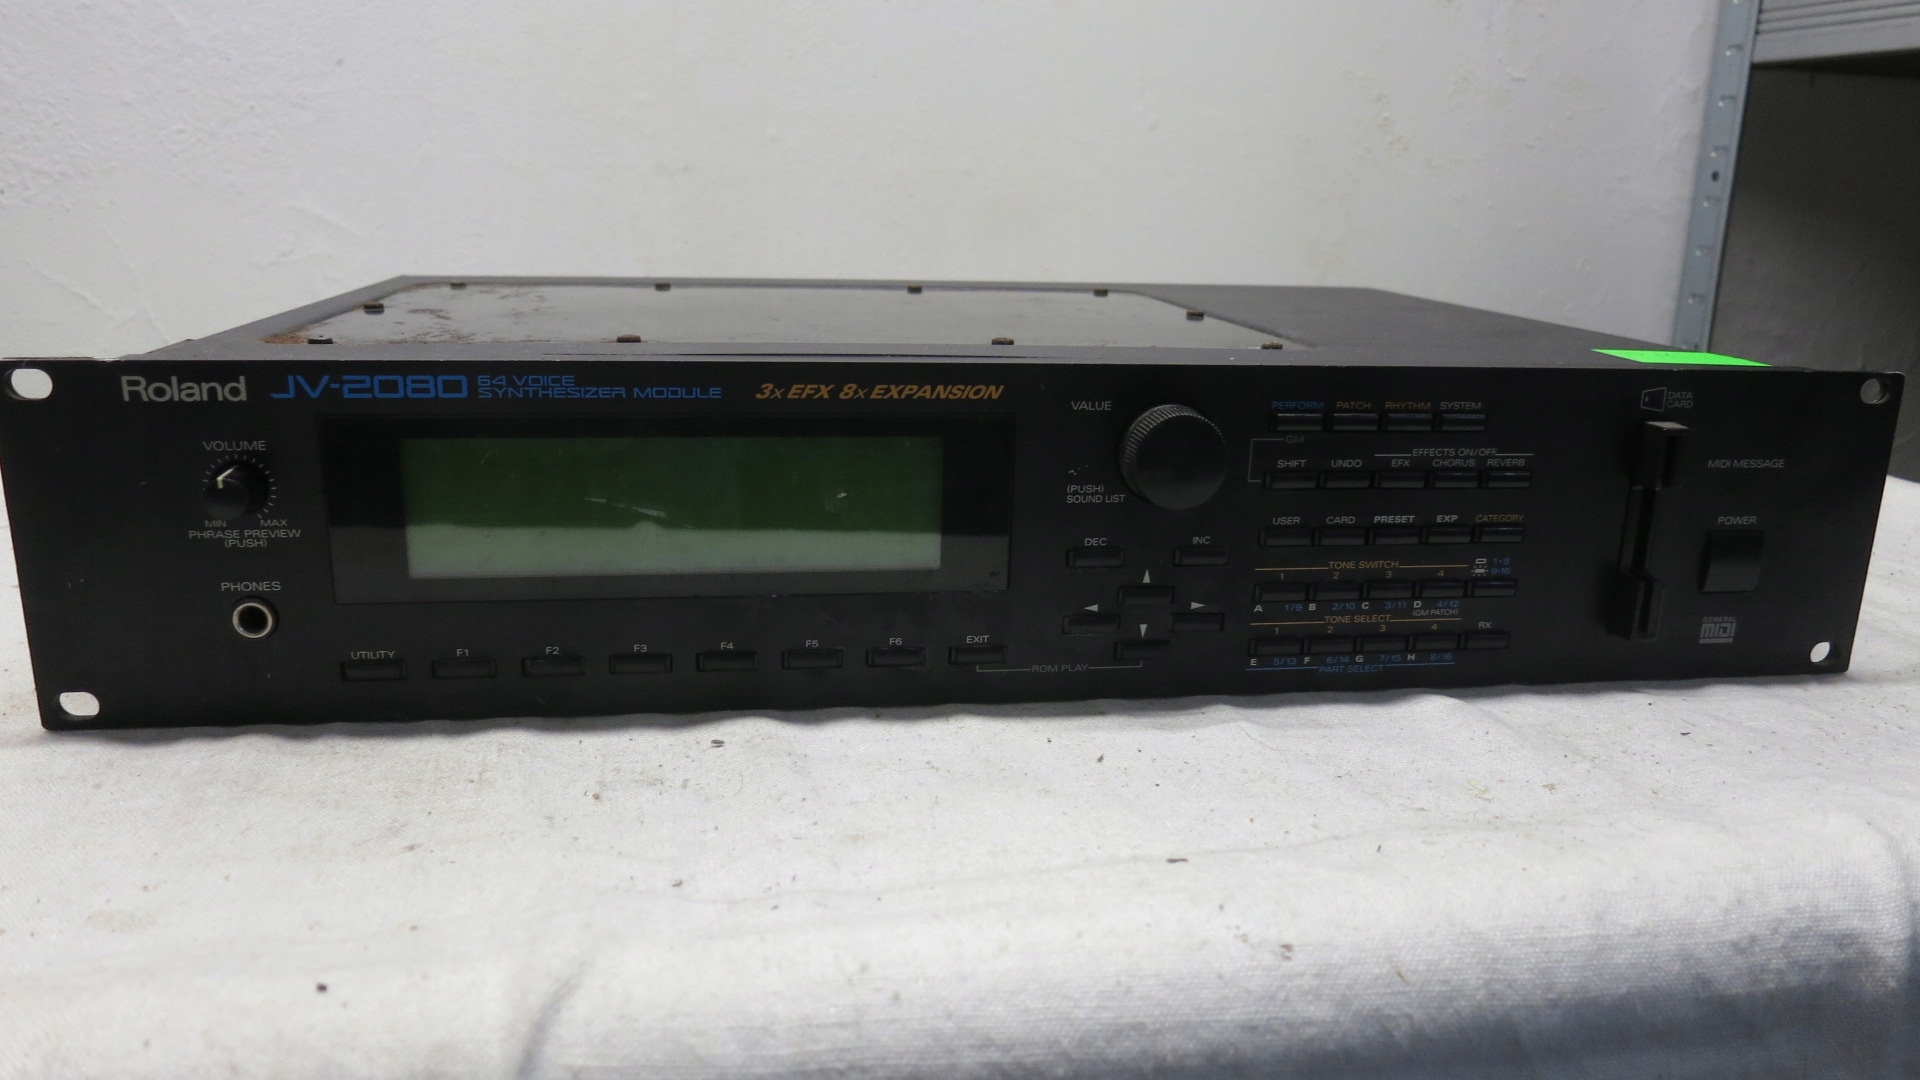 Roland JV-2080 64 VOICE SYNTHESIZER MODULE 3x EFX 8x EXPANSION
VOLUME
MIN MAX
PHRASE PREVIEW
(PUSH)
PHONES
UTILITY F1 F2 F3 F4 F5 F6 EXIT
ROM PLAY
VALUE
(PUSH)
SOUND LIST
DEC INC
PERFORM PATCH RHYTHM SYSTEM
GM
EFFECTS ON/OFF
SHIFT UNDO EFX CHORUS REVERB
USER CARD PRESET EXP CATEGORY
TONE SWITCH
1 2 3 4
1-8
9-16
A 1/9 B 2/10 C 3/11 D 4/12
(GM PATCH)
TONE SELECT
1 2 3 4 RX
E 5/13 F 6/14 G 7/15 H 8/16
PART SELECT
DATA
CARD
MIDI MESSAGE
POWER
GENERAL
MIDI